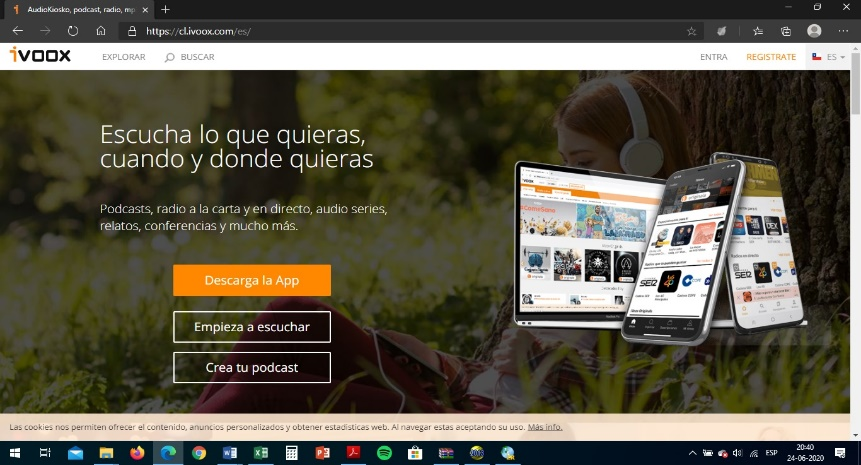 AudioKiosko, podcast, radio, mp
https://cl.ivoox.com/es/
ivoox
EXPLORAR
BUSCAR
ENTRA
REGISTRATE
ES
Escucha lo que quieras,
cuando y donde quieras
Podcasts, radio a la carta y en directo, audio series,
relatos, conferencias y mucho más.
Descarga la App
Empieza a escuchar
Crea tu podcast
Las cookies nos permiten ofrecer el contenido, anuncios personalizados y obtener estadísticas web. Al navegar estas aceptando su uso. Más info.
ESP
20:40
24-06-2020